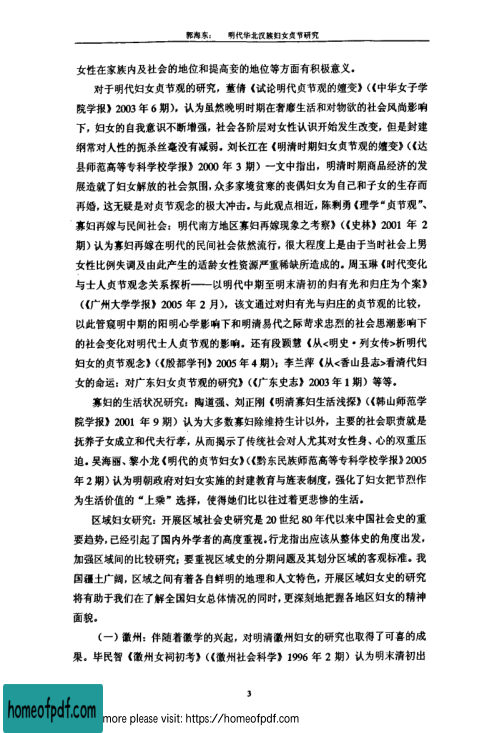 郭海东： 明代华北汉族妇女贞节研究
女性在家族内及社会的地位和提高妾的地位等方面有积极意义。
对于明代妇女贞节观的研究，董倩《试论明代贞节观的嬗变》（《中华女子学
院学报》2003 年 6 期），认为虽然晚明时期在奢靡生活和对物欲的社会风尚影响
下，妇女的自我意识不断增强，社会各阶层对女性认识开始发生改变，但是封建
纲常对人性的扼杀丝毫没有减弱。刘长江在《明清时期妇女贞节观的嬗变》（《达
县师范高等专科学校学报》2000 年 3 期）一文中指出，明清时期商品经济的发
展造就了妇女解放的社会氛围，众多家境贫寒的丧偶妇女为自己和子女的生存而
再婚，这无疑是对贞节观念的极大冲击。与此观点相近，陈剩勇《理学“贞节观”、
寡妇再嫁与民间社会：明代南方地区寡妇再嫁现象之考察》（《史林》2001 年 2
期）认为寡妇再嫁在明代的民间社会依然流行，很大程度上是由于当时社会上男
女性比例失调及由此产生的适龄女性资源严重稀缺所造成的。周玉琳《时代变化
与士人贞节观念关系探析——以明代中期至明末清初的归有光和归庄为个案》
（《广州大学学报》2005 年 2 月），该文通过对归有光与归庄的贞节观的比较，
以此管窥明中期的阳明心学影响下和明清易代之际苛求忠烈的社会思潮影响下
的社会变化对明代士人贞节观的影响。还有段颖慧《从<明史·列女传>析明代
妇女的贞节观念》（《殷都学刊》2005 年 4 期）；李兰萍《从<香山县志>看清代妇
女的命运：对广东妇女贞节观的研究》（《广东史志》2003 年 1 期）等等。
寡妇的生活状况研究：陶道强、刘正刚《明清寡妇生活浅探》（《韩山师范学
院学报》2001 年 9 期）认为大多数寡妇除维持生计以外，主要的社会职责就是
抚养子女成立和代夫行孝，从而揭示了传统社会对人尤其对女性身、心的双重压
迫。吴海丽、黎小龙《明代的贞节妇女》（《黔东民族师范高等专科学校学报》2005
年 2 期）认为明朝政府对妇女实施的封建教育与旌表制度，强化了妇女把节烈作
为生活价值的“上乘”选择，使得她们比以往过着更悲惨的生活。
区域妇女研究：开展区域社会史研究是 20 世纪 80 年代以来中国社会史的重
要趋势，已经引起了国内外学者的高度重视。行龙指出应该从整体史的角度出发，
加强区域间的比较研究；要重视区域史的分期问题及其划分区域的客观标准。我
国疆土广阔，区域之间有着各自鲜明的地理和人文特色，开展区域妇女史的研究
将有助于我们在了解全国妇女总体情况的同时，更深刻地把握各地区妇女的精神
面貌。
（一）徽州：伴随着徽学的兴起，对明清徽州妇女的研究也取得了可喜的成
果。毕民智《徽州女祠初考》（《徽州社会科学》1996 年 2 期）认为明末清初出
3
homeofpdf.com
more please visit: https://homeofpdf.com